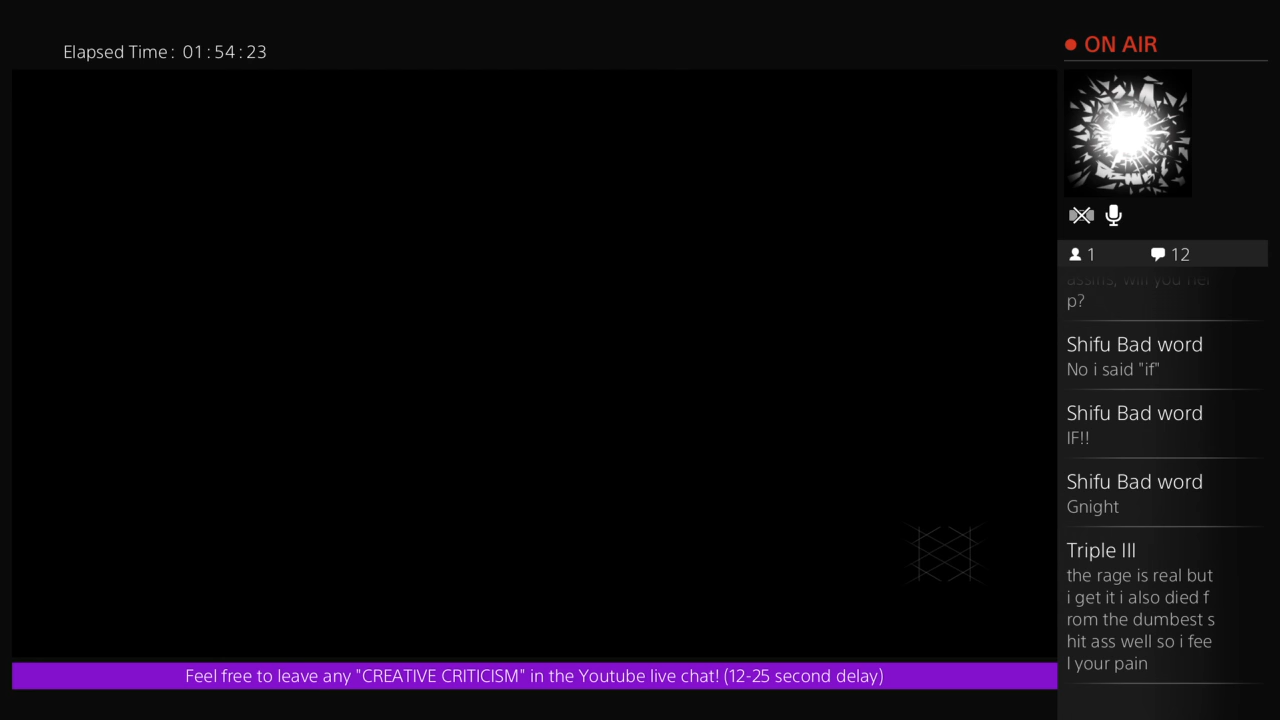 Elapsed Time: 01:54:23
ON AIR
1 12
p?
Shifu Bad word
No i said "if"
Shifu Bad word
IF!!
Shifu Bad word
Gnight
Triple III
the rage is real but
i get it i also died f
rom the dumbest s
hit ass well so i fee
l your pain
Feel free to leave any "CREATIVE CRITICISM" in the Youtube live chat! (12-25 second delay)